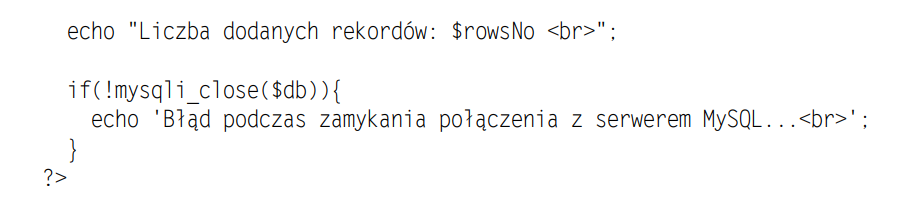 echo "Liczba dodanych rekordów: $rowsNo <br>";
if(!mysqli_close($db)){
echo 'Błąd podczas zamykania połączenia z serwerem MySQL...<br>';
}
?>